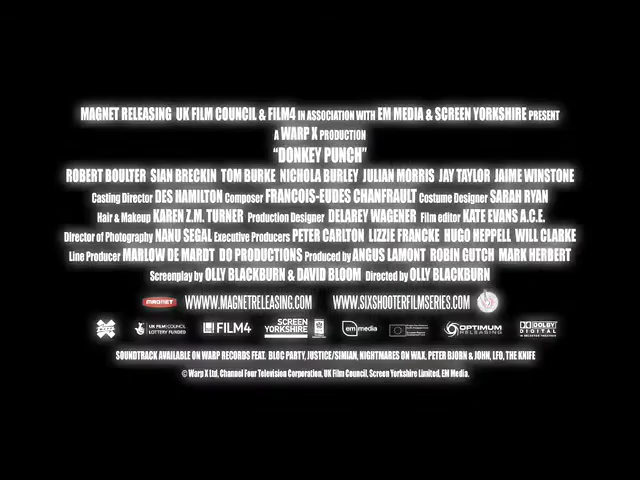 MAGNET RELEASING UK FILM COUNCIL & FILM4 IN ASSOCIATION WITH EM MEDIA & SCREEN YORKSHIRE PRESENT
A WARP X PRODUCTION
“DONKEY PUNCH”
ROBERT BOULTER SIAN BRECKIN TOM BURKE NICHOLA BURLEY JULIAN MORRIS JAY TAYLOR JAIME WINSTONE
Casting Director DES HAMILTON Composer FRANCOIS-EUDES CHANFRAULT Costume Designer SARAH RYAN
Hair & Makeup KAREN Z.M. TURNER Production Designer DELAREY WAGENER Film editor KATE EVANS A.C.E.
Director of Photography NANU SEGAL Executive Producers PETER CARLTON LIZZIE FRANCKE HUGO HEPPELL WILL CLARKE
Line Producer MARLOW DE MARDT DO PRODUCTIONS Produced by ANGUS LAMONT ROBIN GUTCH MARK HERBERT
Screenplay by OLLY BLACKBURN & DAVID BLOOM Directed by OLLY BLACKBURN
MAGNET WWW.MAGNETRELEASING.COM WWW.SIXSHOOTERFILMSERIES.COM
UK FILM COUNCIL LOTTERY FUNDED FILM4 SCREEN YORKSHIRE em media OPTIMUM RELEASING DOLBY DIGITAL
SOUNDTRACK AVAILABLE ON WARP RECORDS FEAT. BLOC PARTY, JUSTICE/SIMIAN, NIGHTMARES ON WAX, PETER BJORN & JOHN, LFO, THE KNIFE
© Warp X Ltd, Channel Four Television Corporation, UK Film Council, Screen Yorkshire Limited, EM Media.